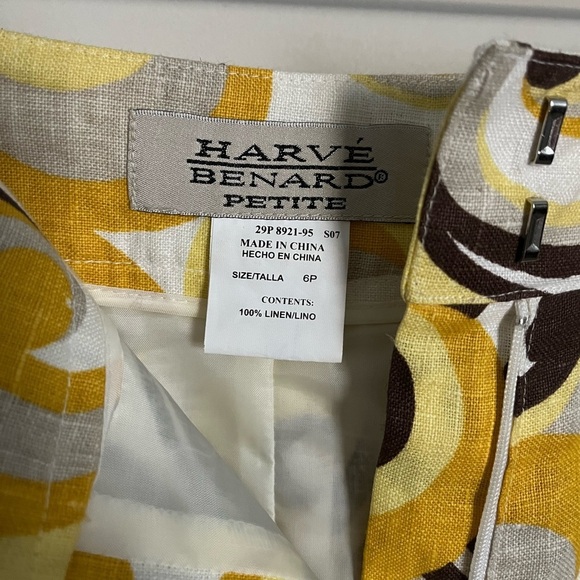 HARVÉ
BENARD®
PETITE
29P 8921-95 S07
MADE IN CHINA
HECHO EN CHINA
SIZE/TALLA 6P
CONTENTS:
100% LINEN/LINO